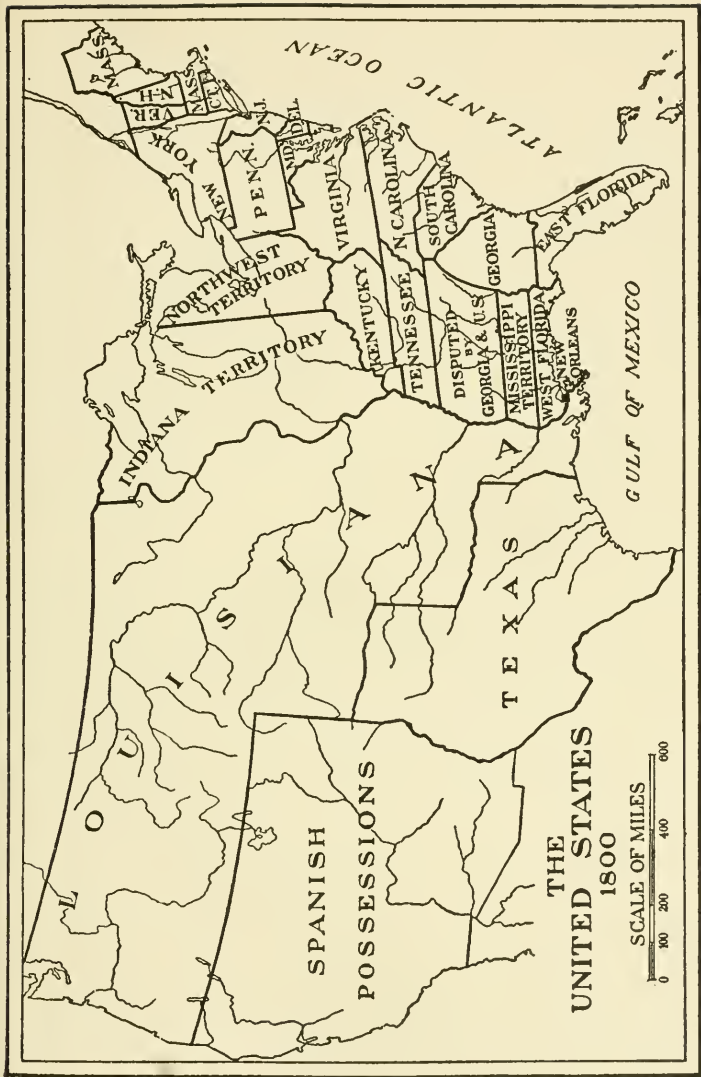 THE
UNITED STATES
1800
SCALE OF MILES
0 100 200 400 600
LOUISIANA
SPANISH
POSSESSIONS
TEXAS
INDIANA TERRITORY
NORTHWEST
TERRITORY
KENTUCKY
TENNESSEE
DISPUTED
BY
GEORGIA & U.S.
MISSISSIPPI
TERRITORY
WEST FLORIDA
NEW
ORLEANS
EAST FLORIDA
GEORGIA
SOUTH
CAROLINA
N CAROLINA
VIRGINIA
MD
DEL.
N.J.
PENN.
NEW YORK
CT.
MASS
VER.
N-H
MASS.
ATLANTIC OCEAN
GULF OF MEXICO